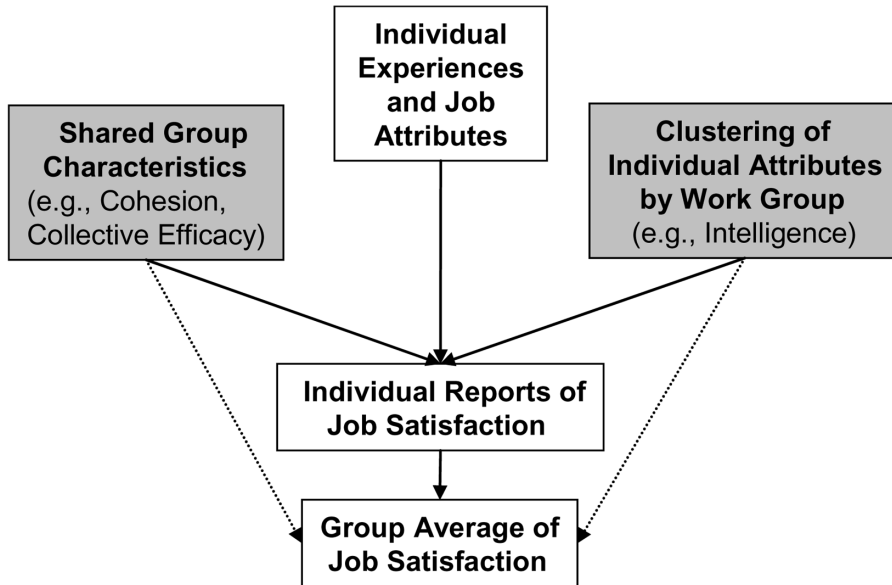 Individual
Experiences
and Job
Attributes
Shared Group
Characteristics
(e.g., Cohesion,
Collective Efficacy)
Clustering of
Individual Attributes
by Work Group
(e.g., Intelligence)
Individual Reports of
Job Satisfaction
Group Average of
Job Satisfaction